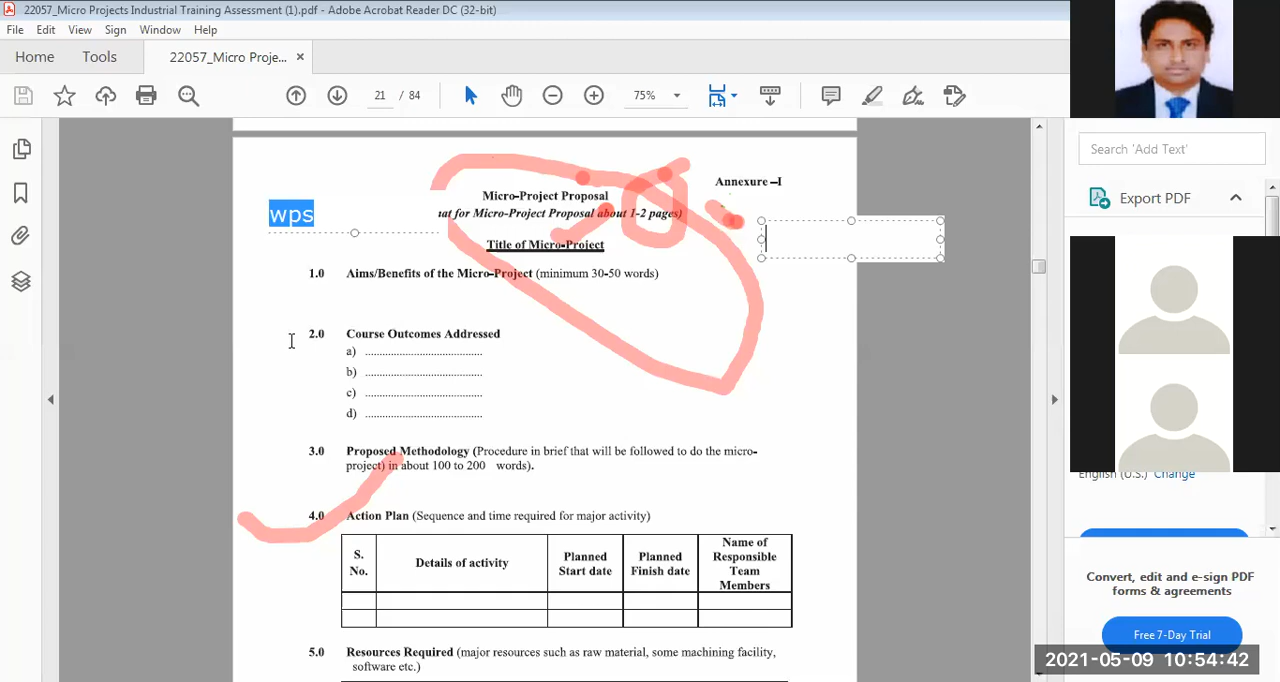 22057_Micro Projects Industrial Training Assessment (1).pdf - Adobe Acrobat Reader DC (32-bit)
File Edit View Sign Window Help
Home Tools 22057_Micro Proje... ×
21 / 84 75%
Search 'Add Text'
Export PDF
Annexure –I
Micro-Project Proposal
wps
at for Micro-Project Proposal about 1-2 pages)
Title of Micro-Project
1.0 Aims/Benefits of the Micro-Project (minimum 30-50 words)
2.0 Course Outcomes Addressed
a) ........................................
b) ........................................
c) ........................................
d) ........................................
3.0 Proposed Methodology (Procedure in brief that will be followed to do the micro-
project) in about 100 to 200 words).
4.0 Action Plan (Sequence and time required for major activity)
S. No.
Details of activity
Planned Start date
Planned Finish date
Name of Responsible Team Members
5.0 Resources Required (major resources such as raw material, some machining facility,
software etc.)
English (U.S.) Change
Convert, edit and e-sign PDF
forms & agreements
Free 7-Day Trial
2021-05-09 10:54:42